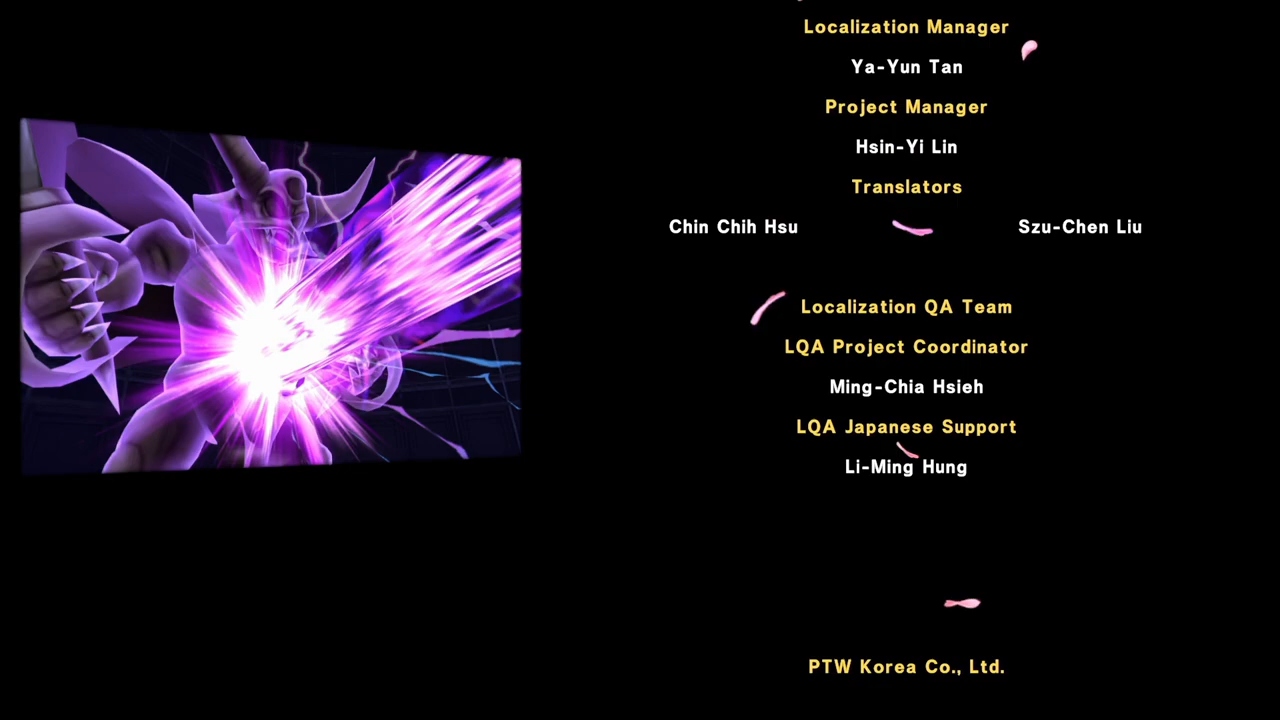 Localization Manager
Ya-Yun Tan
Project Manager
Hsin-Yi Lin
Translators
Chin Chih Hsu
Szu-Chen Liu
Localization QA Team
LQA Project Coordinator
Ming-Chia Hsieh
LQA Japanese Support
Li-Ming Hung
PTW Korea Co., Ltd.